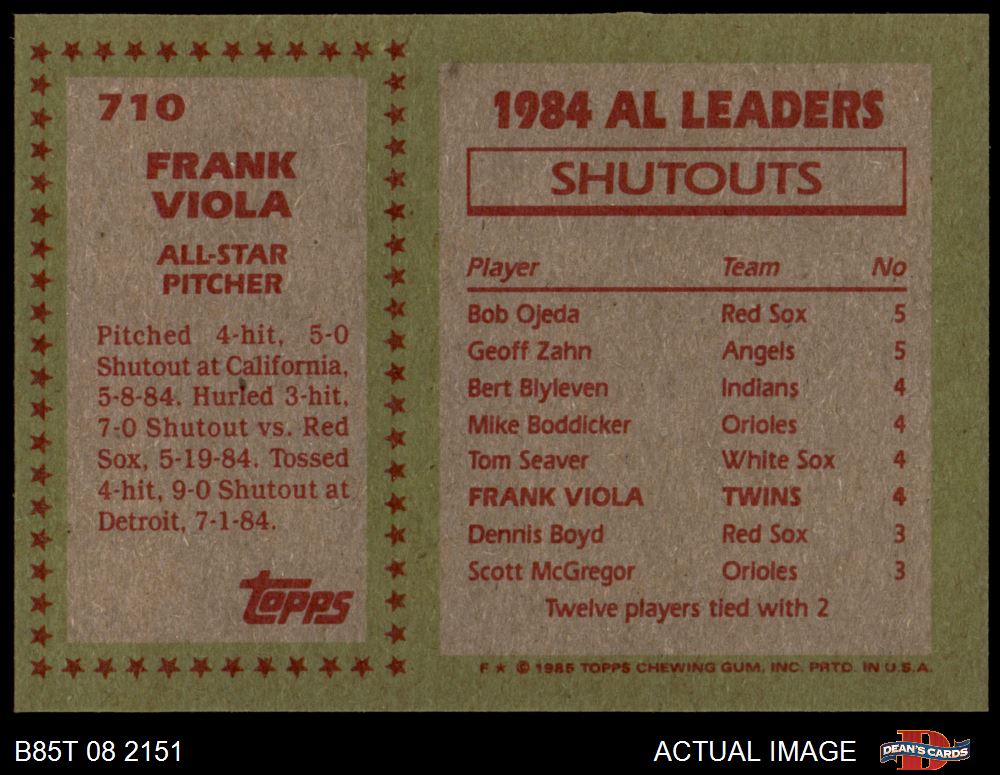 710
FRANK
VIOLA
ALL-STAR
PITCHER
Pitched 4-hit, 5-0
Shutout at California,
5-8-84. Hurled 3-hit,
7-0 Shutout vs. Red
Sox, 5-19-84. Tossed
4-hit, 9-0 Shutout at
Detroit, 7-1-84.
topps
1984 AL LEADERS
SHUTOUTS
Player Team No
Bob Ojeda Red Sox 5
Geoff Zahn Angels 5
Bert Blyleven Indians 4
Mike Boddicker Orioles 4
Tom Seaver White Sox 4
FRANK VIOLA TWINS 4
Dennis Boyd Red Sox 3
Scott McGregor Orioles 3
Twelve players tied with 2
F ★ © 1985 TOPPS CHEWING GUM, INC. PRTD. IN U.S.A.
B85T 08 2151
ACTUAL IMAGE
D
DEAN'S CARDS